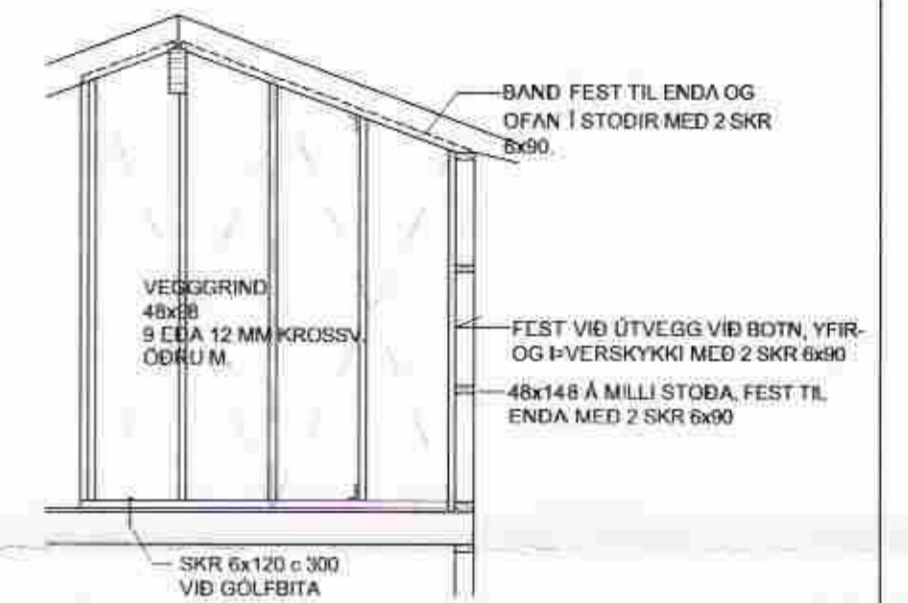 BAND FEST TIL ENDA OG
OFAN Í STOÐIR MEÐ 2 SKR
6x90.
VEGGGRIND
48x98
9 EÐA 12 MM KROSSV.
ÖÐRU M.
FEST VIÐ ÚTVEGG VIÐ BOTN, YFIR-
OG ÞVERSKYKKI MEÐ 2 SKR 6x90
48x148 Á MILLI STOÐA, FEST TIL
ENDA MEÐ 2 SKR 6x90
SKR 6x120 c 300
VIÐ GÓLFBITA